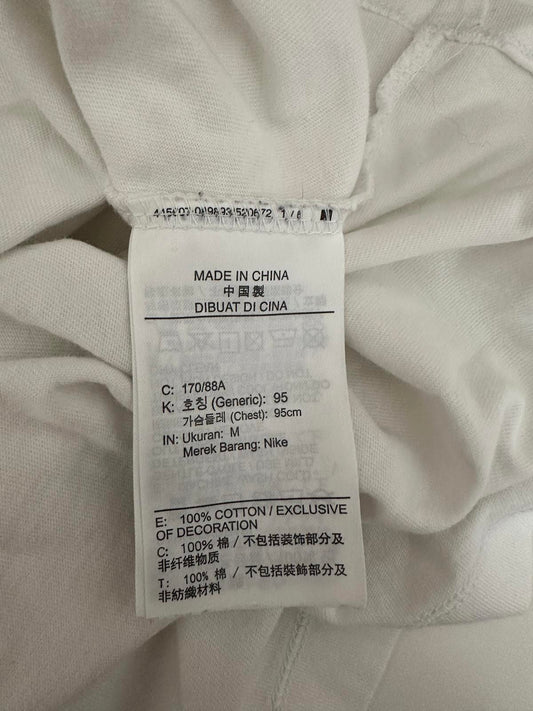 1 / 8
MADE IN CHINA
中国製
DIBUAT DI CINA
C: 170/88A
K: 호칭 (Generic): 95
가슴둘레 (Chest): 95cm
IN: Ukuran: M
Merek Barang: Nike
E: 100% COTTON / EXCLUSIVE
OF DECORATION
C: 100% 棉 / 不包括装饰部分及
非纤维物质
T: 100% 棉 / 不包括裝飾部分及
非紡織材料